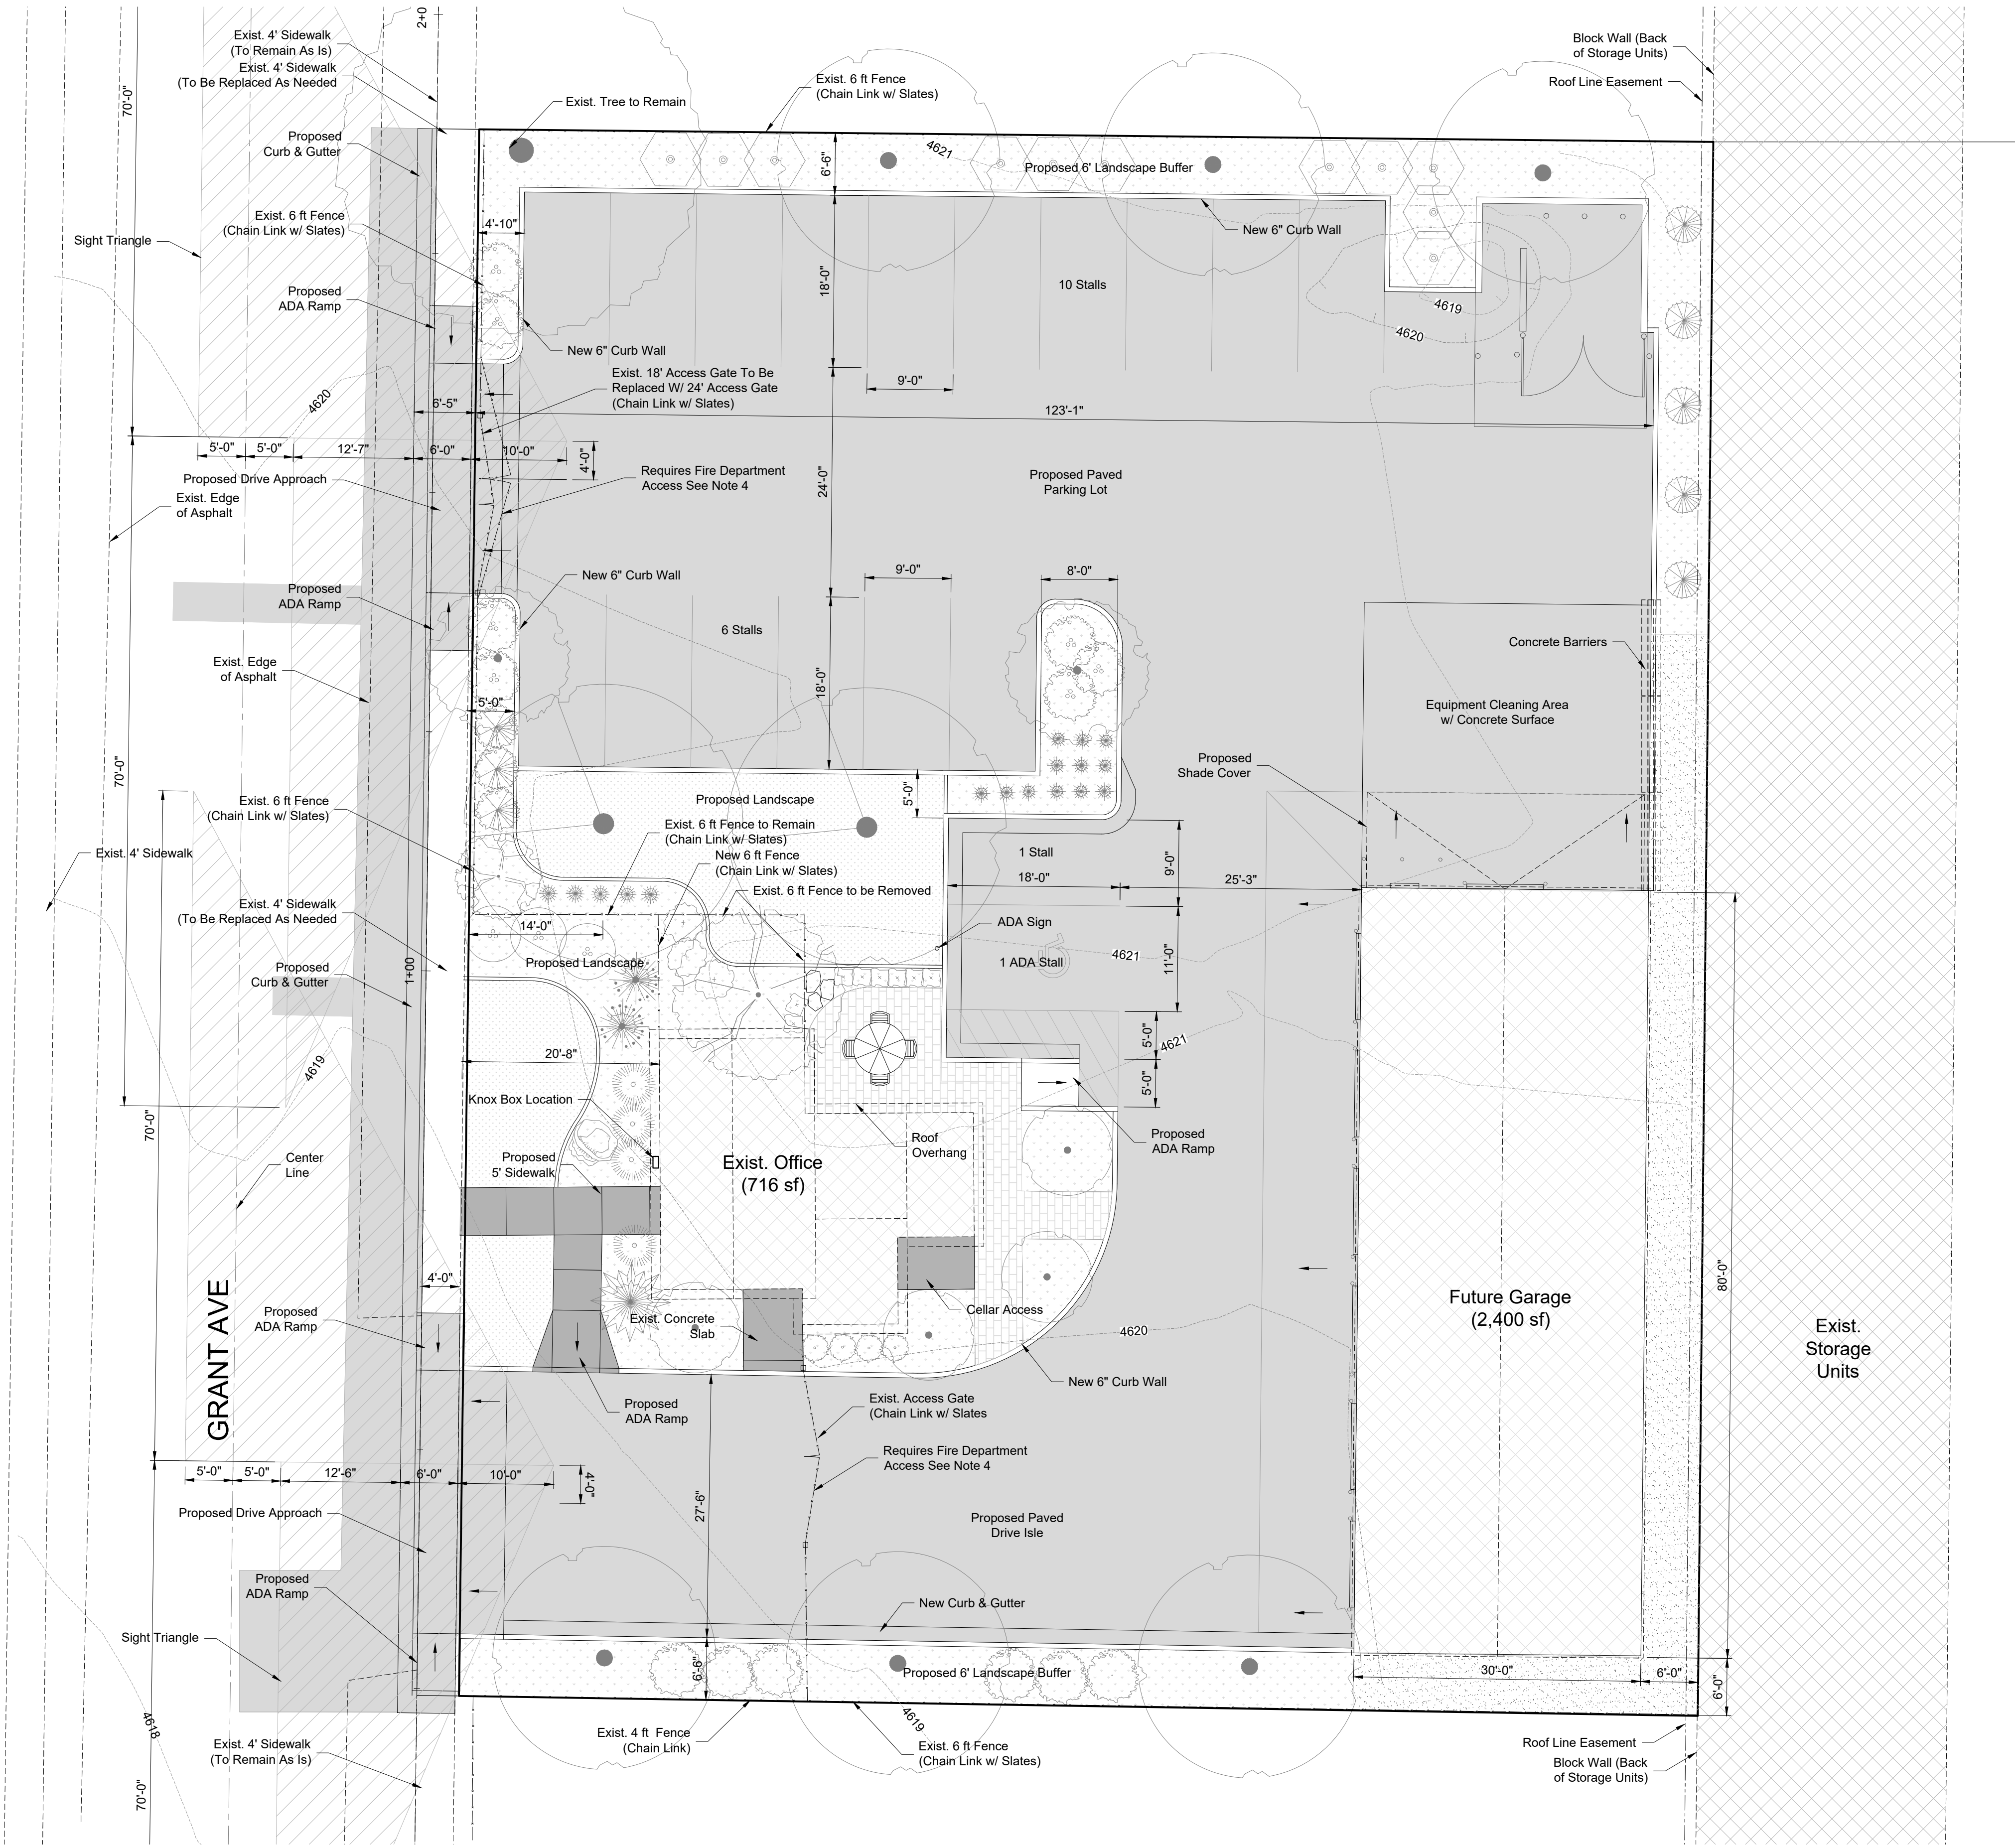 2+0
Exist. 4' Sidewalk
(To Remain As Is)
Exist. 4' Sidewalk
(To Be Replaced As Needed
Block Wall (Back
of Storage Units)
Roof Line Easement
Exist. 6 ft Fence
(Chain Link w/ Slates)
Exist. Tree to Remain
70'-0"
Proposed
Curb & Gutter
4621
6'-6"
Proposed 6' Landscape Buffer
Exist. 6 ft Fence
(Chain Link w/ Slates)
4'-10"
New 6" Curb Wall
Sight Triangle
18'-0"
10 Stalls
Proposed
ADA Ramp
4619
4620
New 6" Curb Wall
Exist. 18' Access Gate To Be
Replaced W/ 24' Access Gate
(Chain Link w/ Slates)
9'-0"
4620
6'-5"
123'-1"
5'-0"
5'-0"
12'-7"
6'-0"
10'-0"
4'-0"
Proposed Drive Approach
Requires Fire Department
Access See Note 4
24'-0"
Proposed Paved
Parking Lot
Exist. Edge
of Asphalt
New 6" Curb Wall
9'-0"
8'-0"
Proposed
ADA Ramp
6 Stalls
Concrete Barriers
Exist. Edge
of Asphalt
18'-0"
5'-0"
Equipment Cleaning Area
w/ Concrete Surface
70'-0"
Proposed
Shade Cover
Exist. 6 ft Fence
(Chain Link w/ Slates)
Proposed Landscape
5'-0"
Exist. 6 ft Fence to Remain
(Chain Link w/ Slates)
New 6 ft Fence
(Chain Link w/ Slates)
Exist. 4' Sidewalk
1 Stall
9'-0"
18'-0"
25'-3"
Exist. 6 ft Fence to be Removed
Exist. 4' Sidewalk
(To Be Replaced As Needed
14'-0"
ADA Sign
Proposed Landscape
1 ADA Stall
4621
11'-0"
Proposed
Curb & Gutter
1+00
5'-0"
4621
20'-8"
4619
5'-0"
Knox Box Location
70'-0"
Roof
Overhang
Proposed
ADA Ramp
Center
Line
Proposed
5' Sidewalk
Exist. Office
(716 sf)
4'-0"
80'-0"
GRANT AVE
Proposed
ADA Ramp
Exist. Concrete
Slab
Cellar Access
4620
Future Garage
(2,400 sf)
Exist.
Storage
Units
New 6" Curb Wall
Proposed
ADA Ramp
Exist. Access Gate
(Chain Link w/ Slates
Requires Fire Department
Access See Note 4
5'-0"
5'-0"
12'-6"
6'-0"
10'-0"
4'-0"
27'-6"
Proposed Drive Approach
Proposed Paved
Drive Isle
Proposed
ADA Ramp
New Curb & Gutter
Sight Triangle
6'-6"
Proposed 6' Landscape Buffer
30'-0"
6'-0"
6'-0"
4618
4619
Exist. 4 ft Fence
(Chain Link)
Exist. 6 ft Fence
(Chain Link w/ Slates)
Exist. 4' Sidewalk
(To Remain As Is)
Roof Line Easement
Block Wall (Back
of Storage Units)
70'-0"